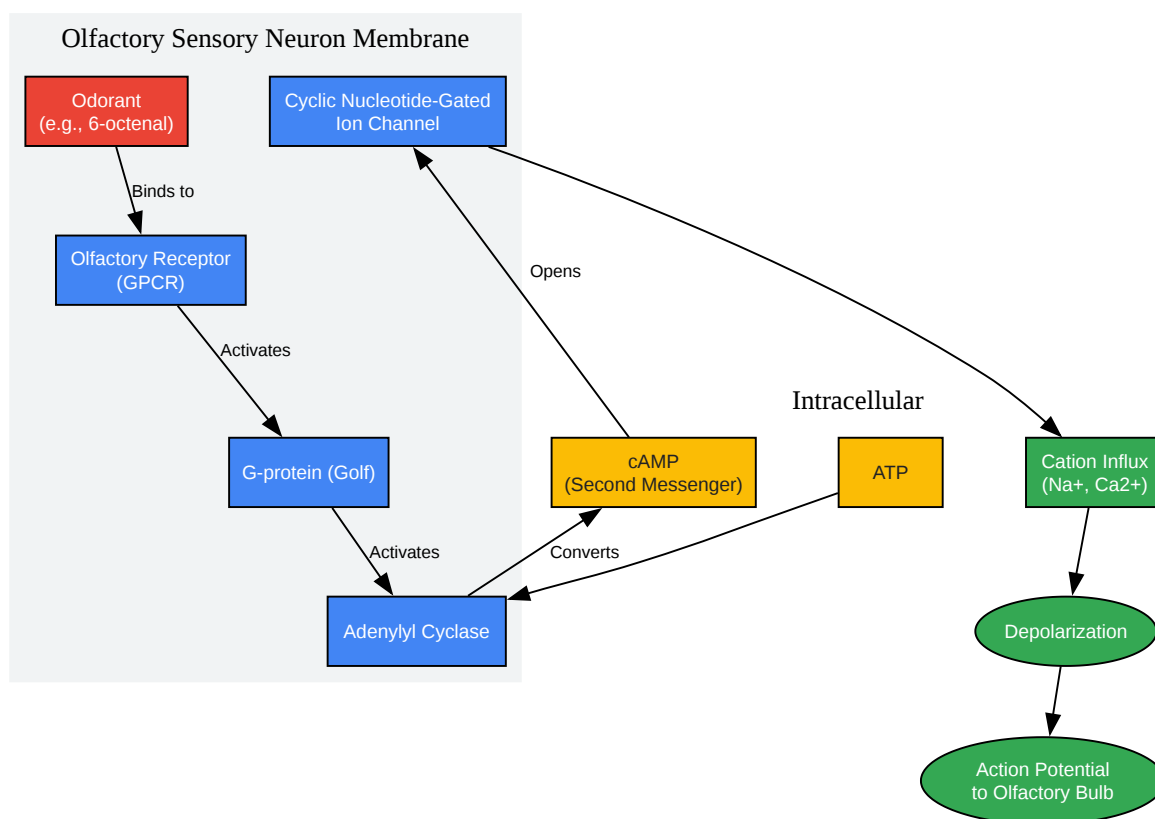 Olfactory Sensory Neuron Membrane
Odorant
(e.g., 6-octenal)
Cyclic Nucleotide-Gated
Ion Channel
Binds to
Olfactory Receptor
(GPCR)
Opens
Activates
Intracellular
G-protein (Golf)
cAMP
(Second Messenger)
ATP
Cation Influx
(Na+, Ca2+)
Activates
Converts
Adenylyl Cyclase
Depolarization
Action Potential
to Olfactory Bulb